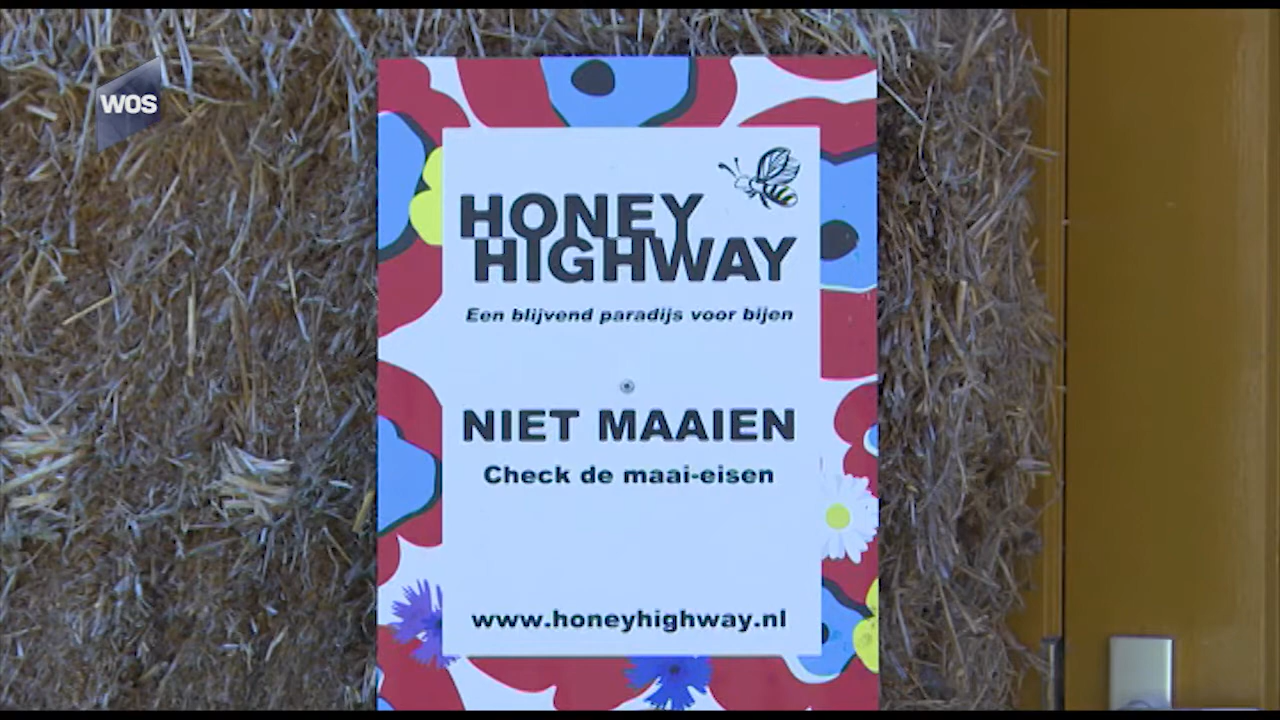 WOS
HONEY
HIGHWAY
Een blijvend paradijs voor bijen
NIET MAAIEN
Check de maai-eisen
www.honeyhighway.nl